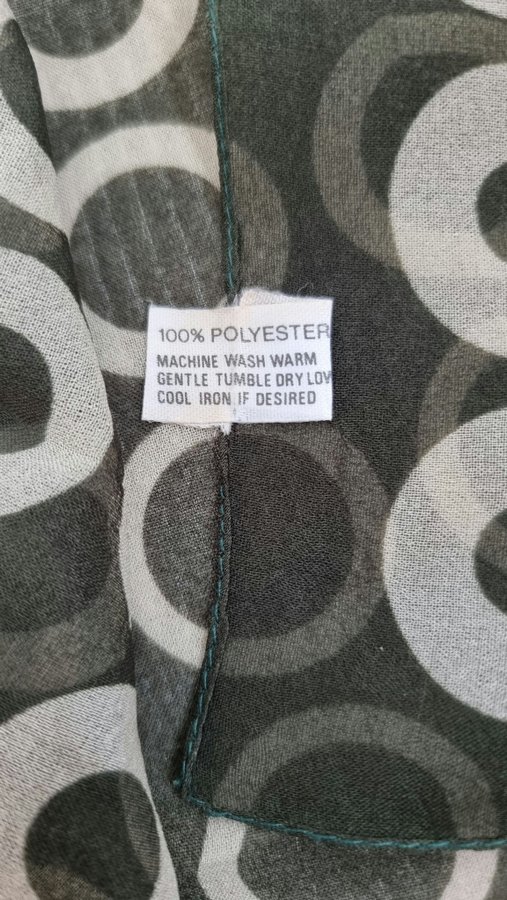 100% POLYESTER
MACHINE WASH WARM
GENTLE TUMBLE DRY LOW
COOL IRON IF DESIRED